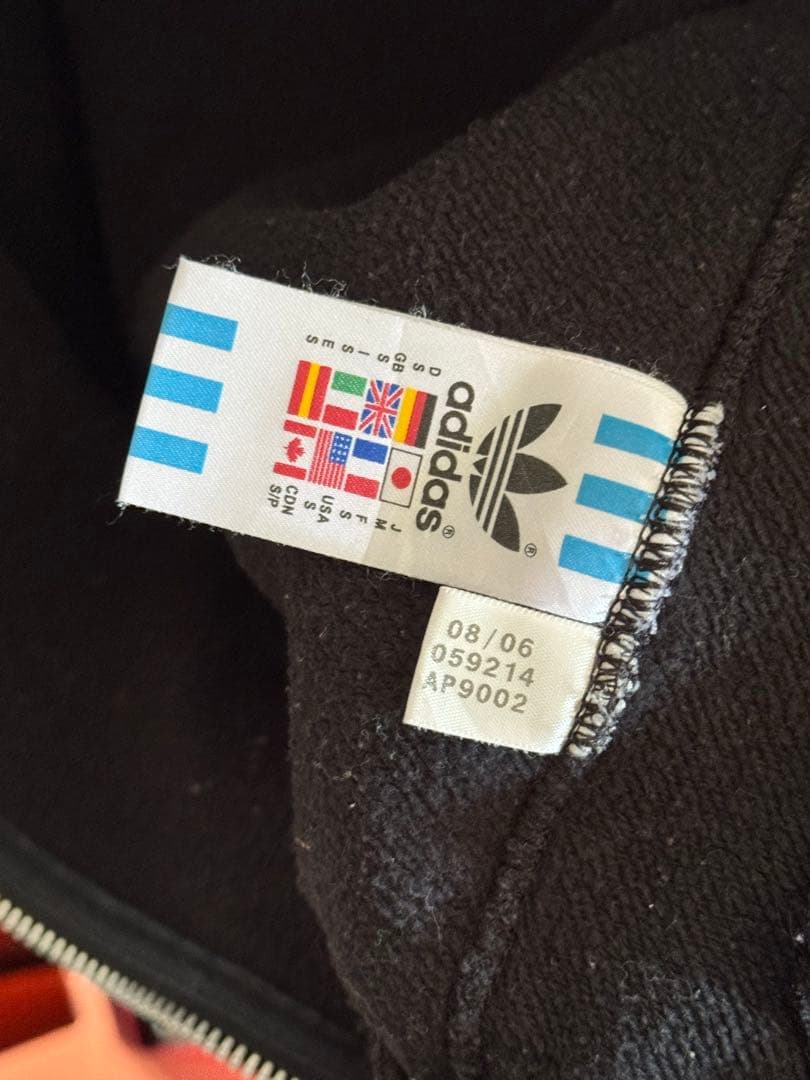 ®
adidas®
D
S
J
M
GB
S
F
S
I
S
USA
S
E
S
CDN
S/P
08/06
059214
AP9002